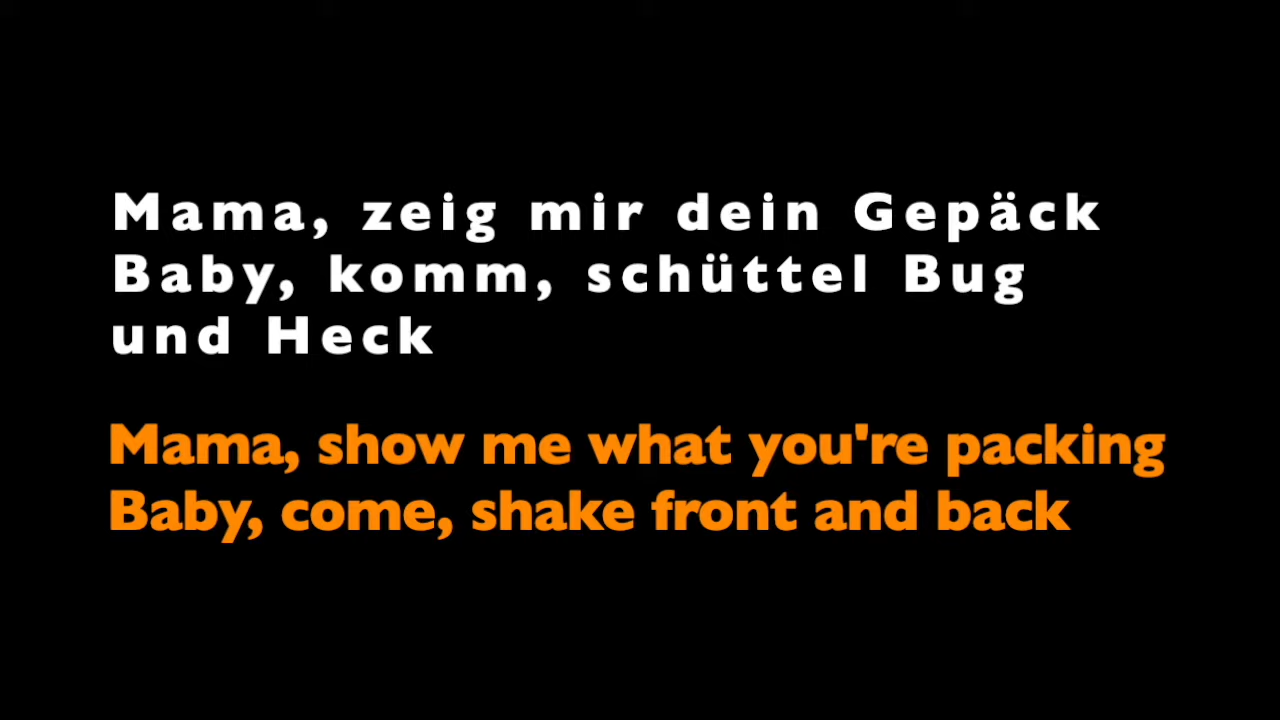 Mama, zeig mir dein Gepäck
Baby, komm, schüttel Bug
und Heck
Mama, show me what you're packing
Baby, come, shake front and back